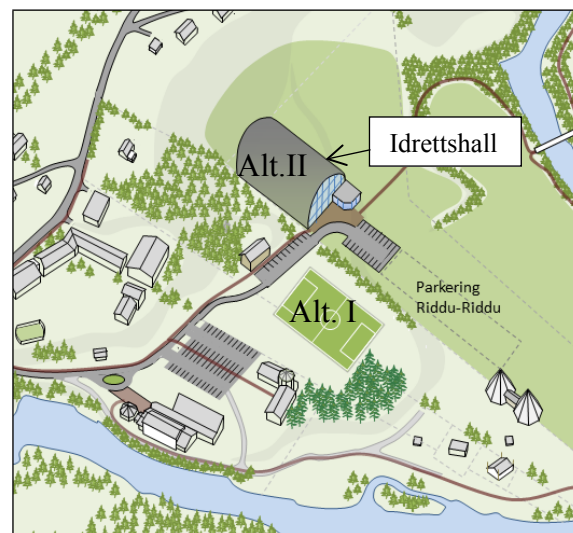 Idrettshall
Alt.II
Parkering
Riddu-Riddu
Alt. I